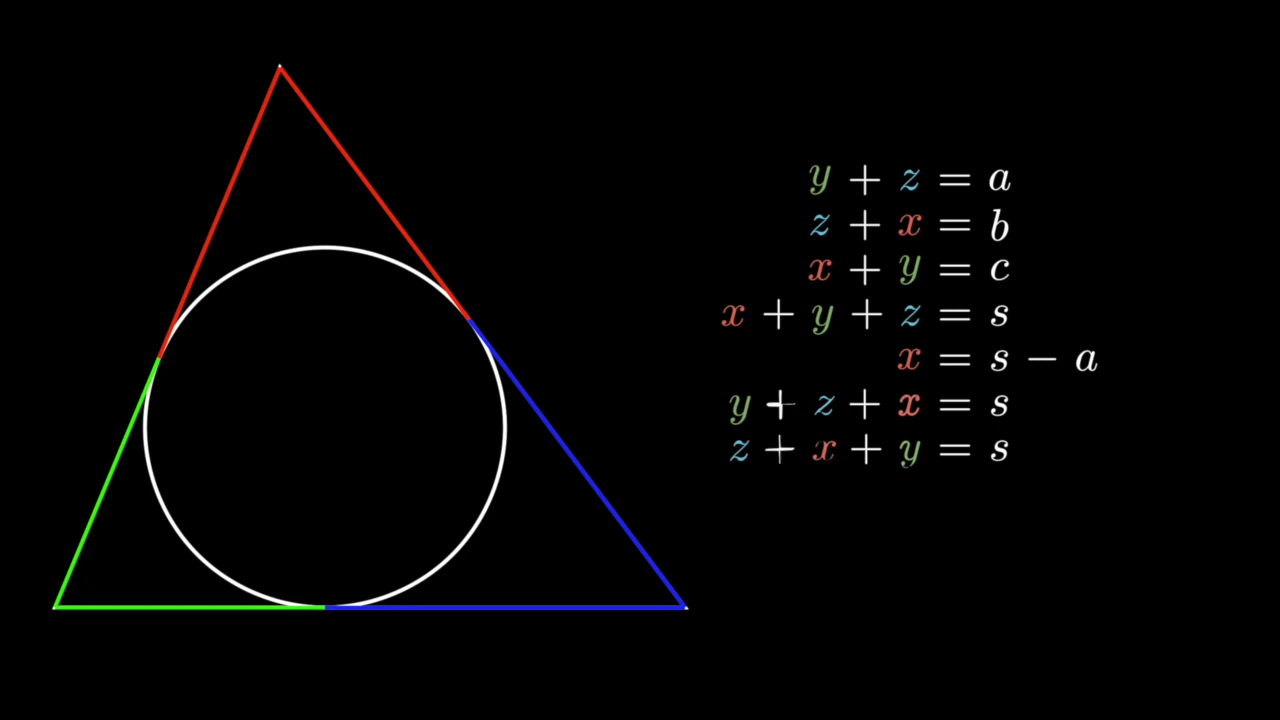 y + z = a
z + x = b
x + y = c
x + y + z = s
x = s − a
y + z + x = s
z + x + y = s